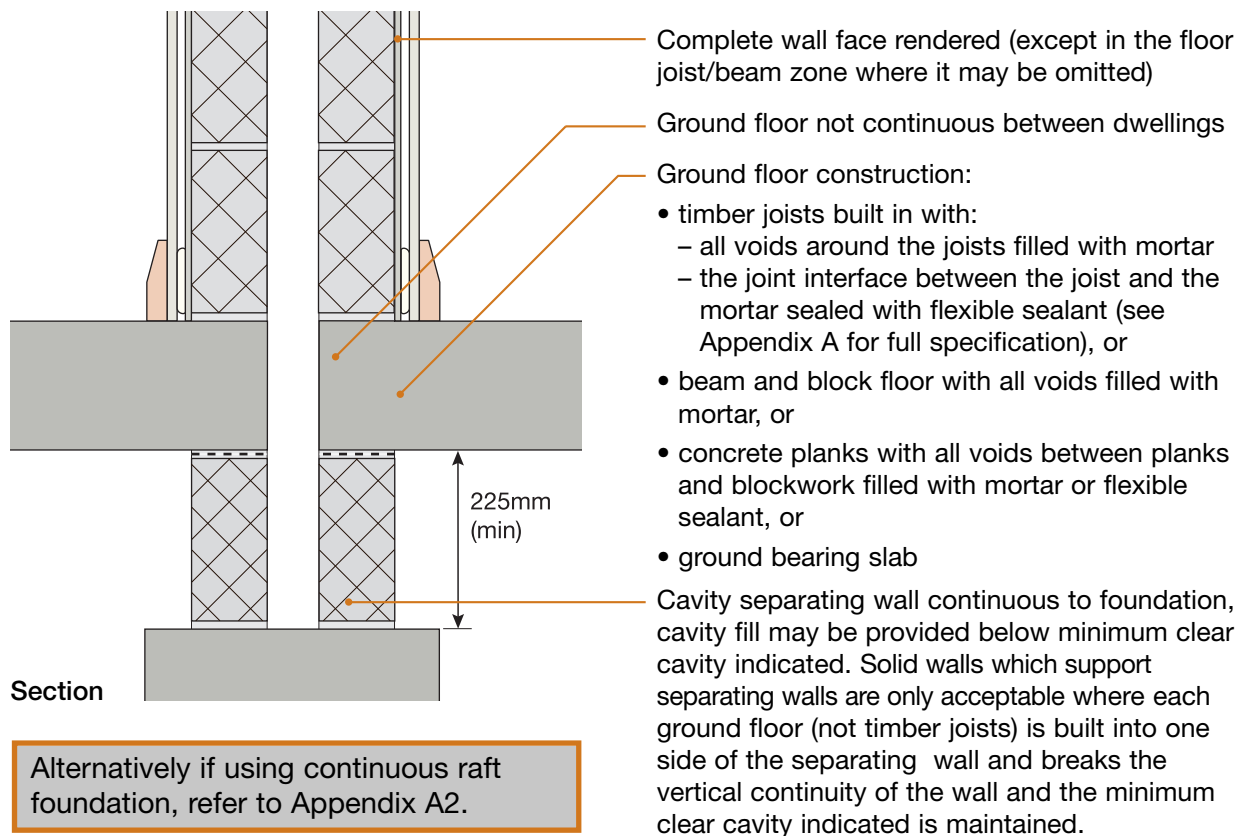 Complete wall face rendered (except in the floor
joist/beam zone where it may be omitted)
Ground floor not continuous between dwellings
Ground floor construction:
• timber joists built in with:
– all voids around the joists filled with mortar
– the joint interface between the joist and the
mortar sealed with flexible sealant (see
Appendix A for full specification), or
• beam and block floor with all voids filled with
mortar, or
• concrete planks with all voids between planks
and blockwork filled with mortar or flexible
sealant, or
• ground bearing slab
Cavity separating wall continuous to foundation,
cavity fill may be provided below minimum clear
cavity indicated. Solid walls which support
separating walls are only acceptable where each
ground floor (not timber joists) is built into one
side of the separating wall and breaks the
vertical continuity of the wall and the minimum
clear cavity indicated is maintained.
225mm
(min)
Section
Alternatively if using continuous raft
foundation, refer to Appendix A2.